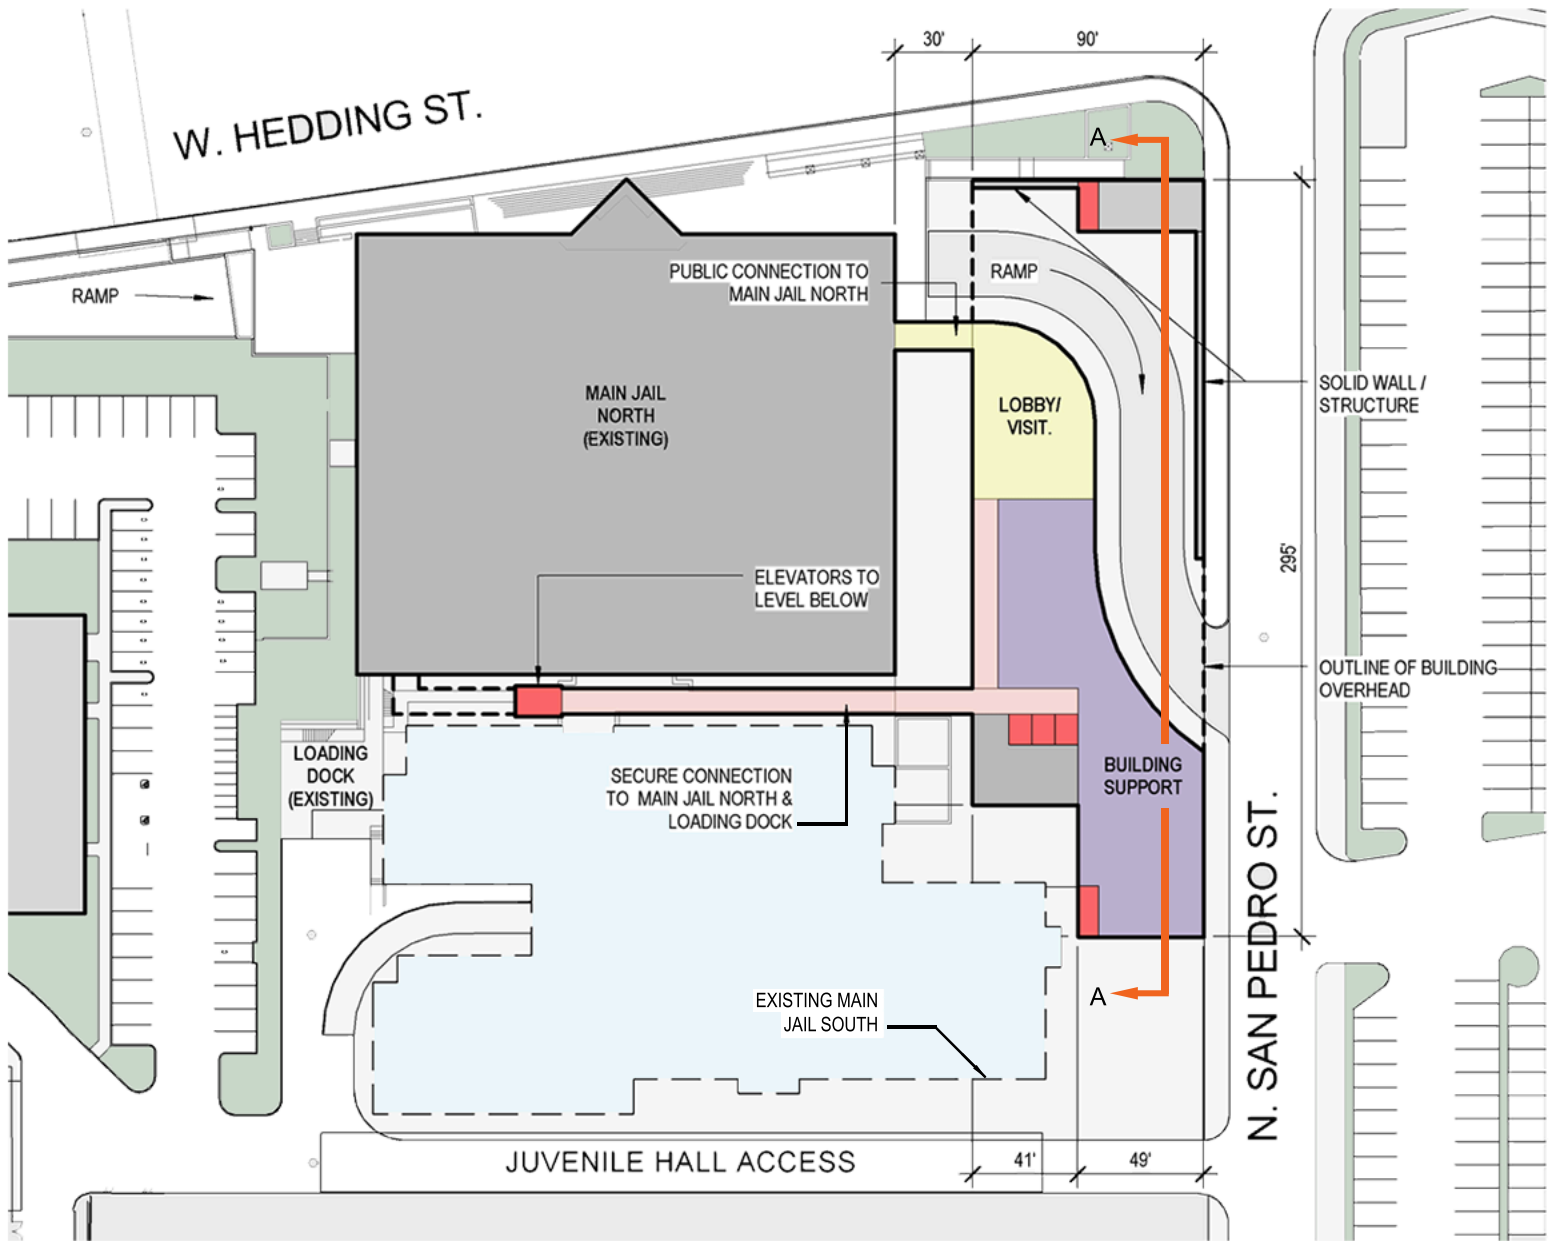 30'
90'
W. HEDDING ST.
A
RAMP
PUBLIC CONNECTION TO
MAIN JAIL NORTH
RAMP
MAIN JAIL
NORTH
(EXISTING)
LOBBY/
VISIT.
SOLID WALL /
STRUCTURE
295'
ELEVATORS TO
LEVEL BELOW
OUTLINE OF BUILDING
OVERHEAD
LOADING
DOCK
(EXISTING)
SECURE CONNECTION
TO MAIN JAIL NORTH &
LOADING DOCK
BUILDING
SUPPORT
N. SAN PEDRO ST.
EXISTING MAIN
JAIL SOUTH
A
JUVENILE HALL ACCESS
41'
49'